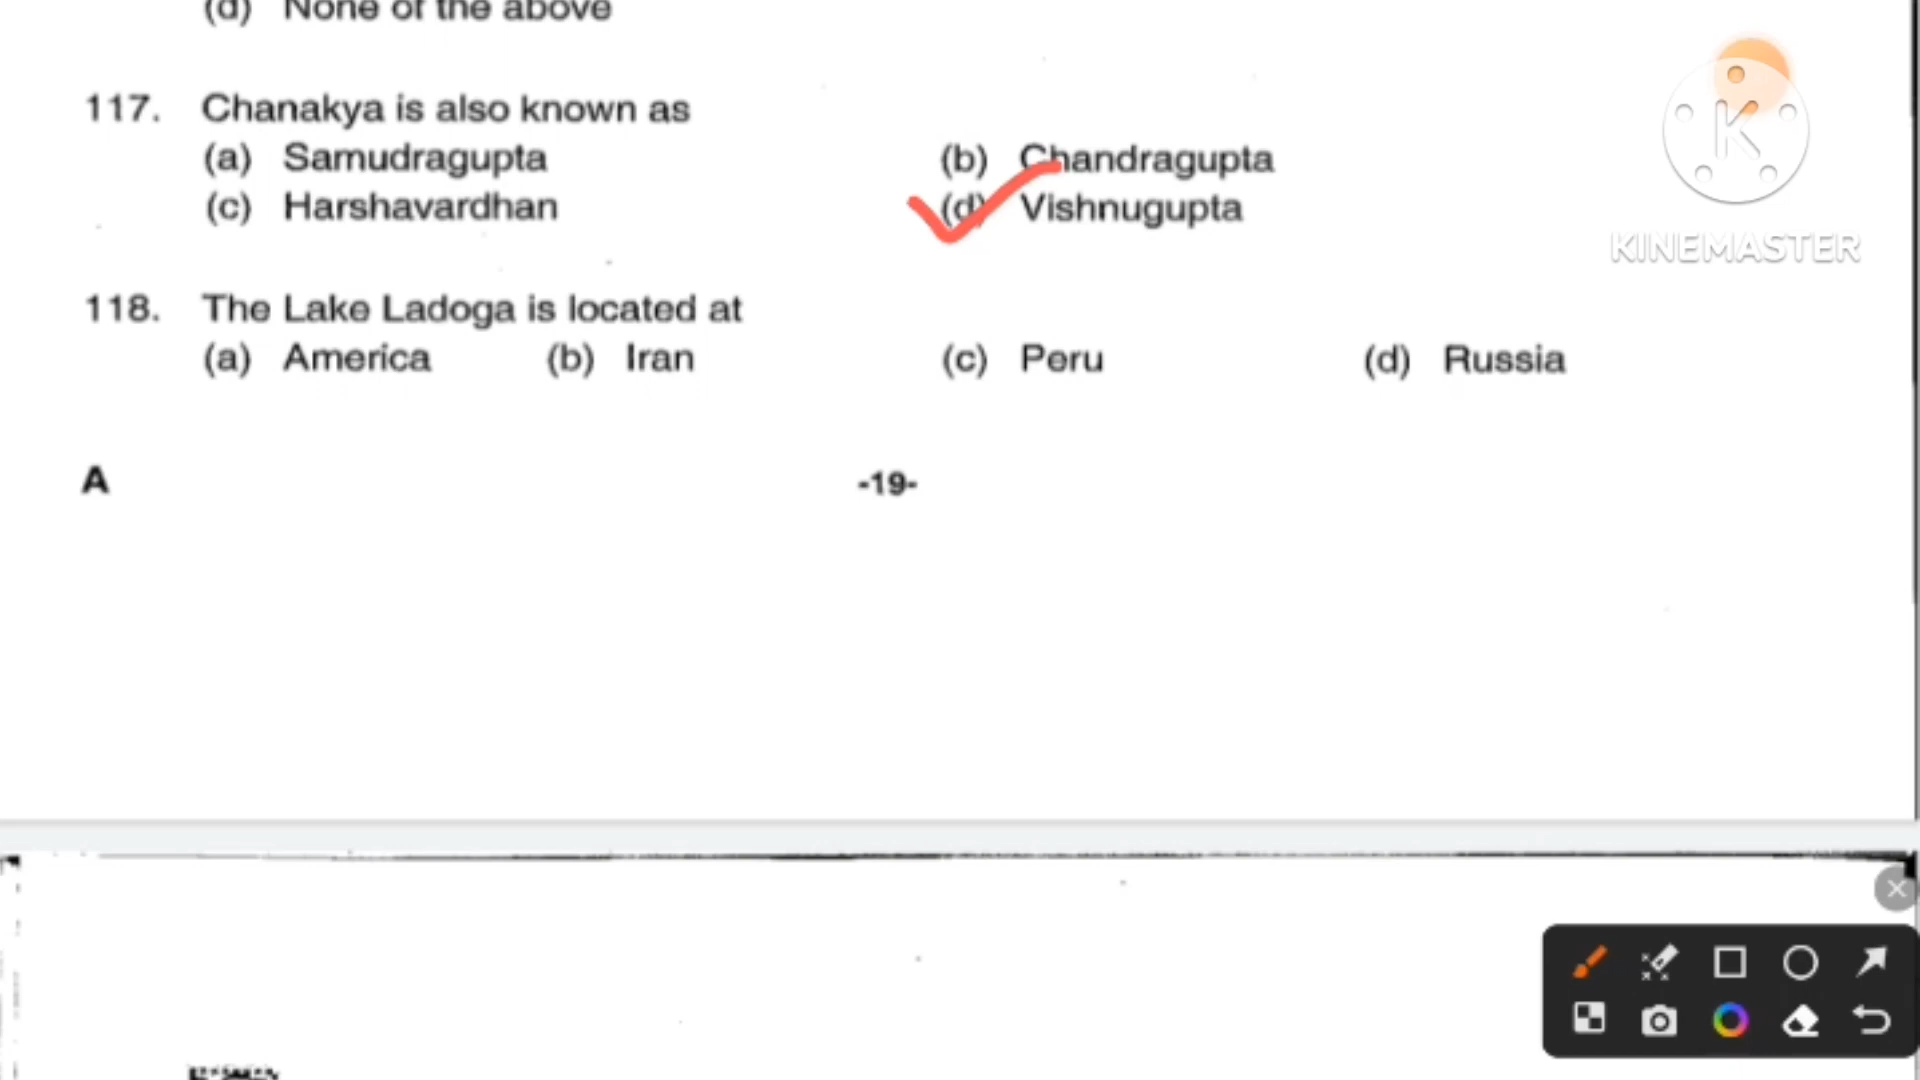 (d) None of the above
117. Chanakya is also known as
(a) Samudragupta (b) Chandragupta
(c) Harshavardhan (d) Vishnugupta
118. The Lake Ladoga is located at
(a) America (b) Iran (c) Peru (d) Russia
A -19-
K
KINEMASTER